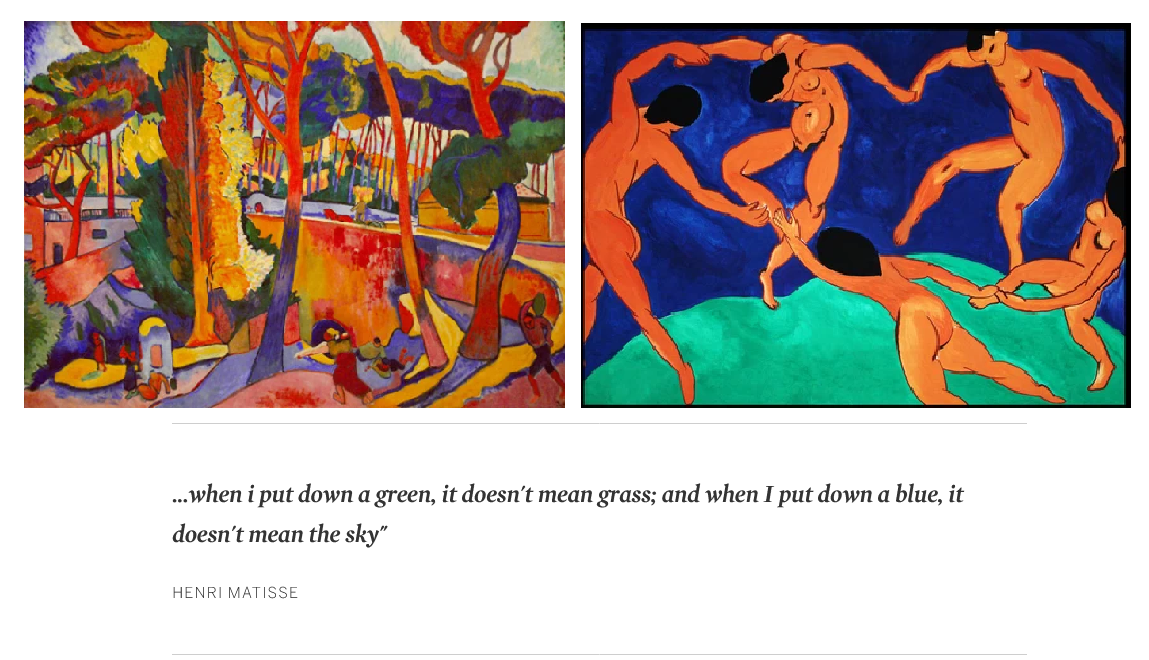 ...when i put down a green, it doesn't mean grass; and when I put down a blue, it
doesn't mean the sky"
HENRI MATISSE